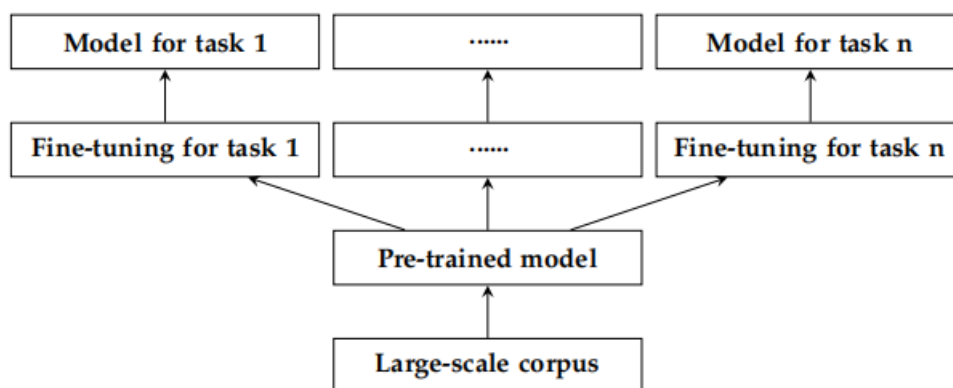 Model for task 1
......
Model for task n
Fine-tuning for task 1
......
Fine-tuning for task n
Pre-trained model
Large-scale corpus